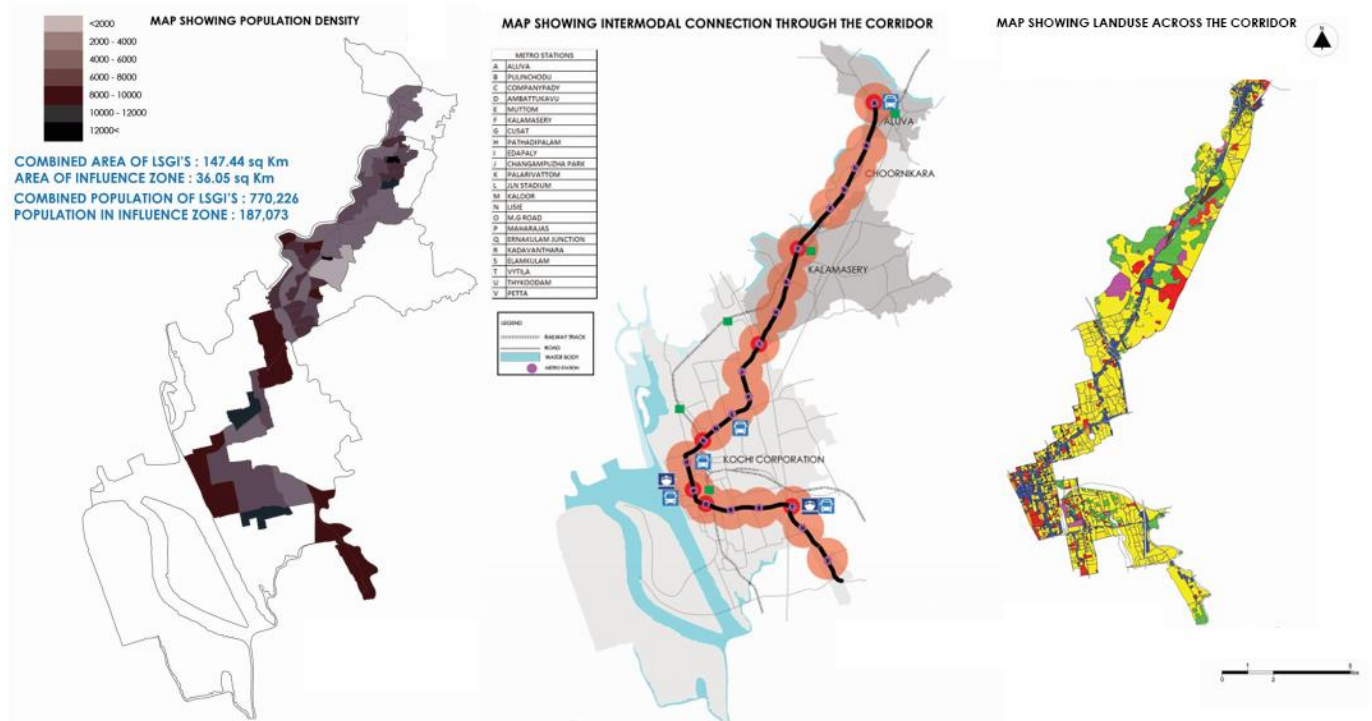 MAP SHOWING POPULATION DENSITY
<2000
2000 - 4000
4000 - 6000
6000 - 8000
8000 - 10000
10000 - 12000
12000<
COMBINED AREA OF LSGI'S : 147.44 sq Km
AREA OF INFLUENCE ZONE : 36.05 sq Km
COMBINED POPULATION OF LSGI'S : 770,226
POPULATION IN INFLUENCE ZONE : 187,073
MAP SHOWING INTERMODAL CONNECTION THROUGH THE CORRIDOR
METRO STATIONS
A ALUVA
B PULINCHODU
C COMPANYPADY
D AMBATTUKAVU
E MUTTOM
F KALAMASERY
G CUSAT
H PATHADIPALAM
I EDAPALY
J CHANGAMPUZHA PARK
K PALARIVATTOM
L JLN STADIUM
M KALOOR
N LISIE
O M.G ROAD
P MAHARAJAS
Q ERNAKULAM JUNCTION
R KADAVANTHARA
S ELAMKULAM
T VYTILA
U THYKOODAM
V PETTA
LEGEND
RAILWAY TRACK
ROAD
WATER BODY
METRO STATION
ALUVA
CHOORNIKARA
KALAMASERY
KOCHI CORPORATION
MAP SHOWING LANDUSE ACROSS THE CORRIDOR
N
1 5
0 3